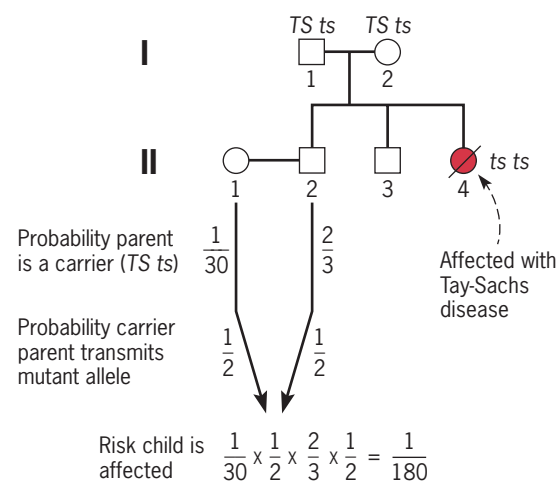 I
TS ts TS ts
1 2
II
ts ts
1 2 3 4
Probability parent
is a carrier (TS ts)
1/30
2/3
Affected with
Tay-Sachs
disease
Probability carrier
parent transmits
mutant allele
1/2
1/2
Risk child is
affected
1/30 x 1/2 x 2/3 x 1/2 = 1/180